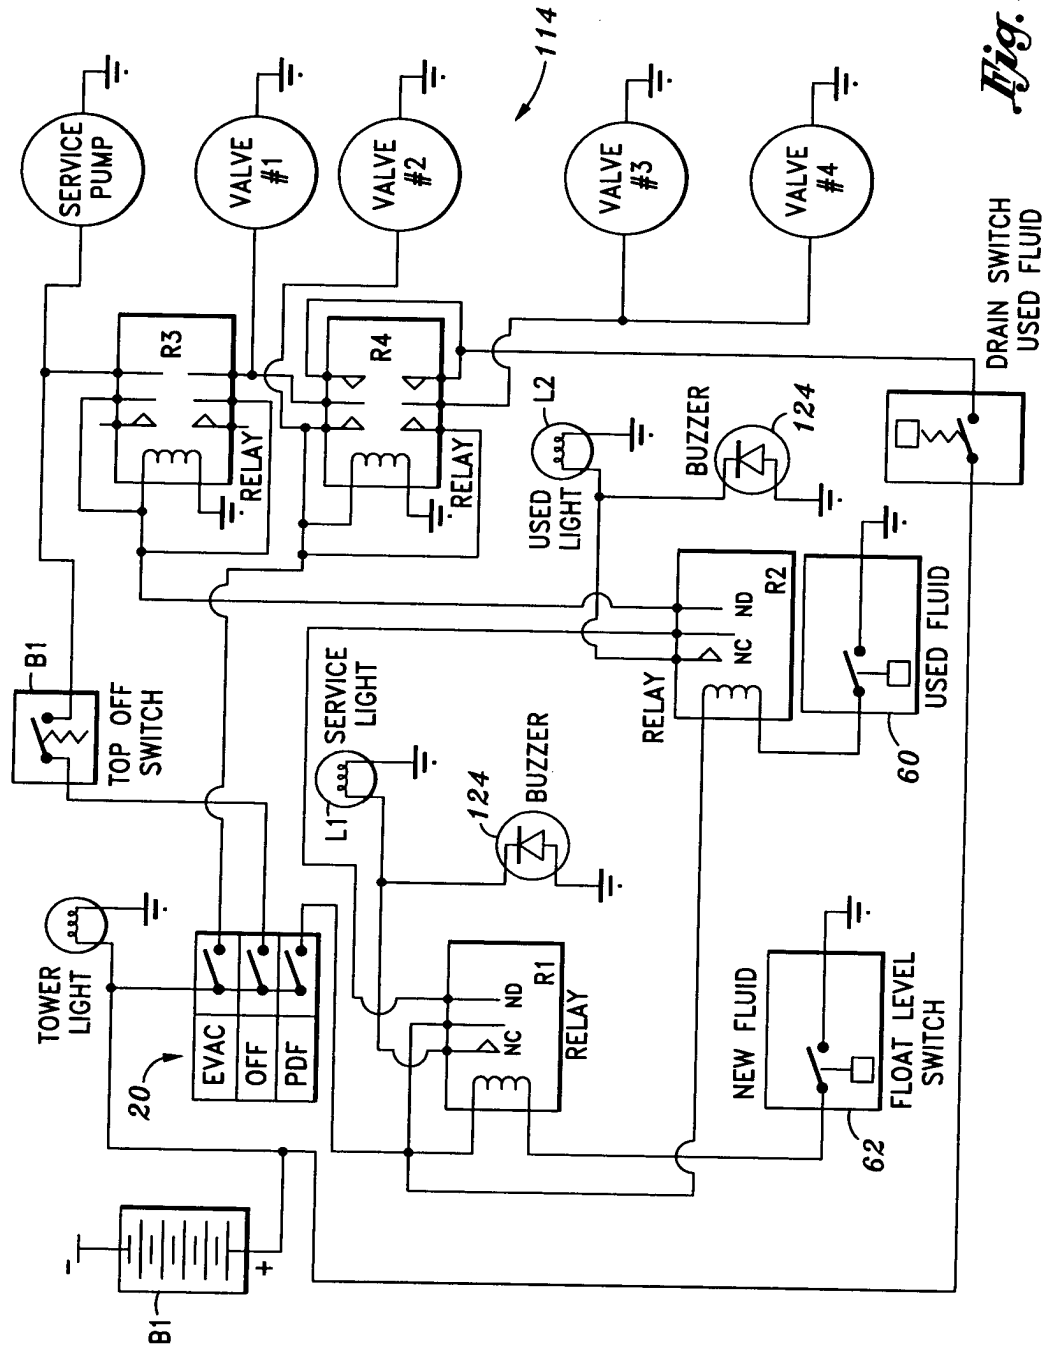 B1
-
+
TOWER
LIGHT
20
EVAC
OFF
PDF
B1
TOP OFF
SWITCH
SERVICE
PUMP
VALVE
#1
VALVE
#2
VALVE
#3
VALVE
#4
114
R3
RELAY
R4
RELAY
SERVICE
LIGHT
L1
124
BUZZER
L2
USED
LIGHT
BUZZER
124
R1
NC
ND
RELAY
RELAY
R2
NC
ND
60
USED FLUID
DRAIN SWITCH
USED FLUID
NEW FLUID
62
FLOAT LEVEL
SWITCH
Fig.